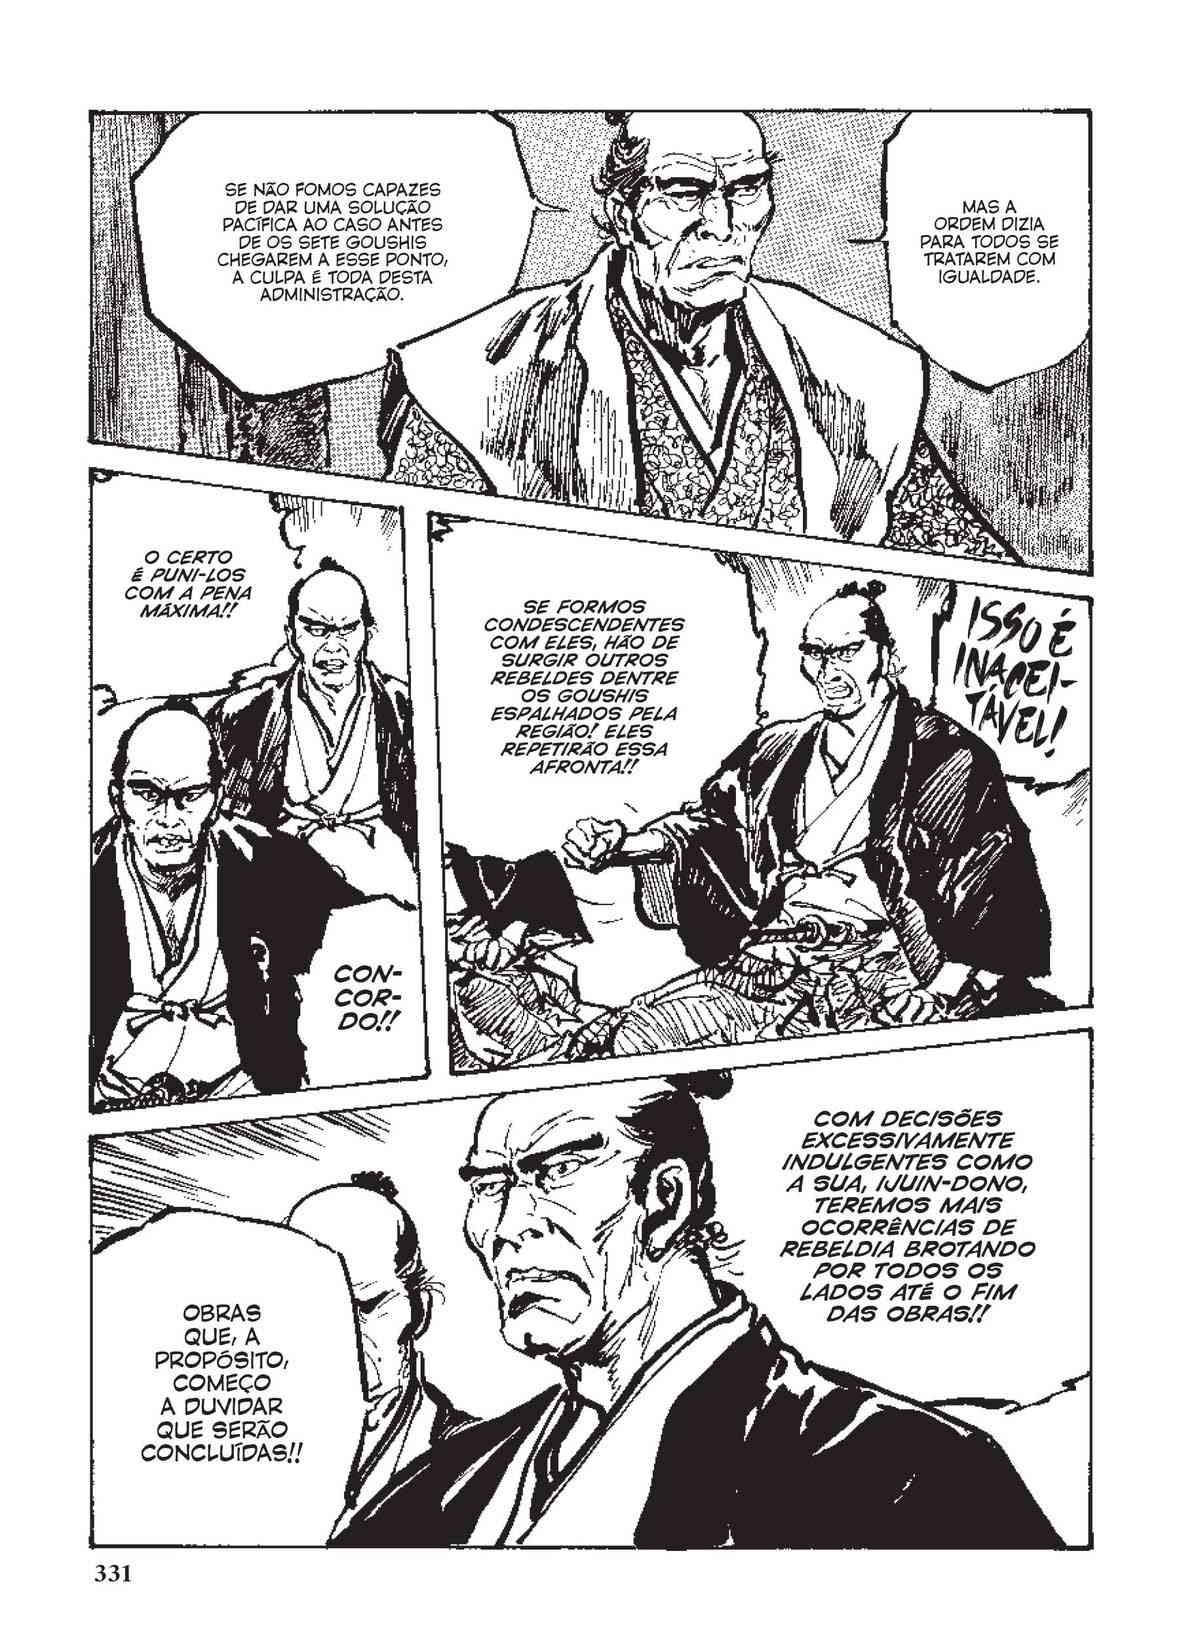 MAS A
ORDEM DIZIA
PARA TODOS SE
TRATAREM COM
IGUALDADE.
SE NÃO FOMOS CAPAZES
DE DAR UMA SOLUÇÃO
PACÍFICA AO CASO ANTES
DE OS SETE GOUSHIS
CHEGAREM A ESSE PONTO,
A CULPA É TODA DESTA
ADMINISTRAÇÃO.
ISSO É
INACEI-
TÁVEL!
SE FORMOS
CONDESCENDENTES
COM ELES, HÃO DE
SURGIR OUTROS
REBELDES DENTRE
OS GOUSHIS
ESPALHADOS PELA
REGIÃO! ELES
REPETIRÃO ESSA
AFRONTA!!
O CERTO
É PUNI-LOS
COM A PENA
MÁXIMA!!
CON-
COR-
DO!!
COM DECISÕES
EXCESSIVAMENTE
INDULGENTES COMO
A SUA, IJUIN-DONO,
TEREMOS MAIS
OCORRÊNCIAS DE
REBELDIA BROTANDO
POR TODOS OS
LADOS ATÉ O FIM
DAS OBRAS!!
OBRAS
QUE, A
PROPÓSITO,
COMEÇO
A DUVIDAR
QUE SERÃO
CONCLUÍDAS!!
331